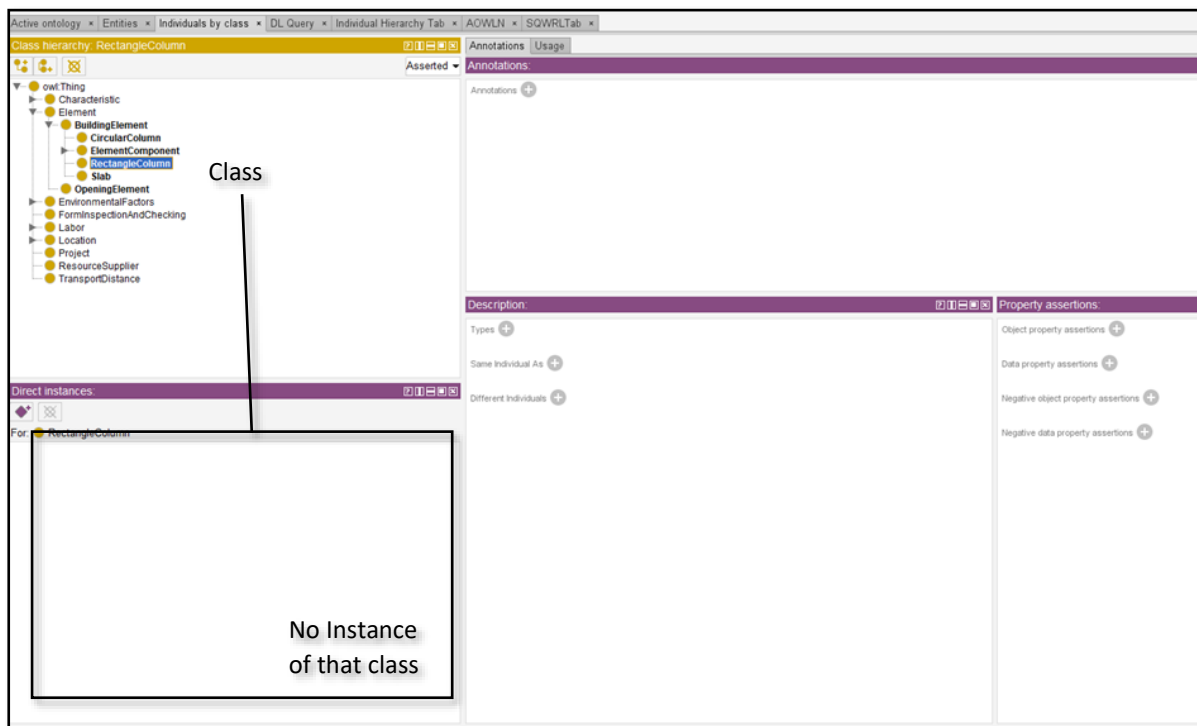 Active ontology × Entities × Individuals by class × DL Query × Individual Hierarchy Tab × AOWLN × SQWRLTab ×
Class hierarchy: RectangleColumn
Asserted
owl:Thing
Characteristic
Element
BuildingElement
CircularColumn
ElementComponent
RectangleColumn
Slab
OpeningElement
EnvironmentalFactors
FormInspectionAndChecking
Labor
Location
Project
ResourceSupplier
TransportDistance
Class
Direct instances:
For: RectangleColumn
No Instance
of that class
Annotations Usage
Annotations:
Annotations
Description:
Types
Same Individual As
Different Individuals
Property assertions:
Object property assertions
Data property assertions
Negative object property assertions
Negative data property assertions